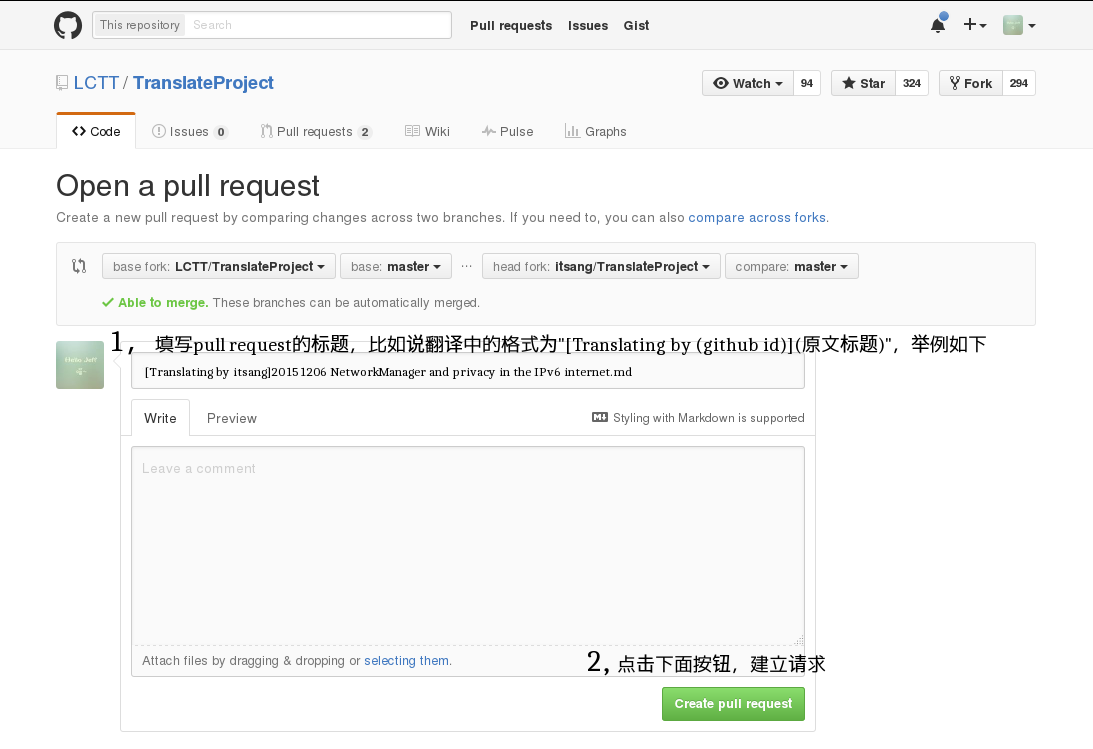 This repository Search Pull requests Issues Gist
LCTT / TranslateProject Watch 94 Star 324 Fork 294
Code Issues 0 Pull requests 2 Wiki Pulse Graphs
Open a pull request
Create a new pull request by comparing changes across two branches. If you need to, you can also compare across forks.
base fork: LCTT/TranslateProject base: master ... head fork: itsang/TranslateProject compare: master
Able to merge. These branches can be automatically merged.
1， 填写pull request的标题，比如说翻译中的格式为"[Translating by (github id)](原文标题)"，举例如下
Hello Jeff
[Translating by itsang]20151206 NetworkManager and privacy in the IPv6 internet.md
Write Preview Styling with Markdown is supported
Leave a comment
Attach files by dragging & dropping or selecting them.
2, 点击下面按钮，建立请求
Create pull request